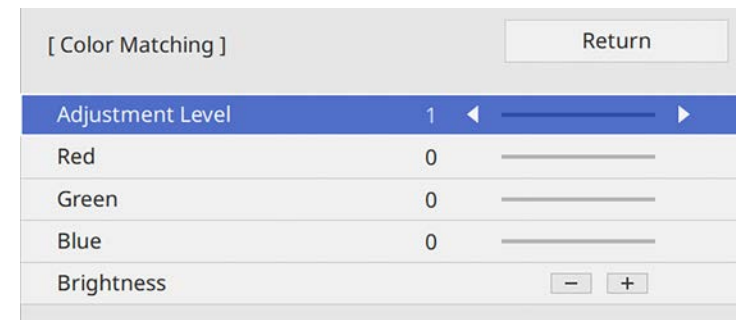 [ Color Matching ] Return
Adjustment Level 1
Red 0
Green 0
Blue 0
Brightness − +